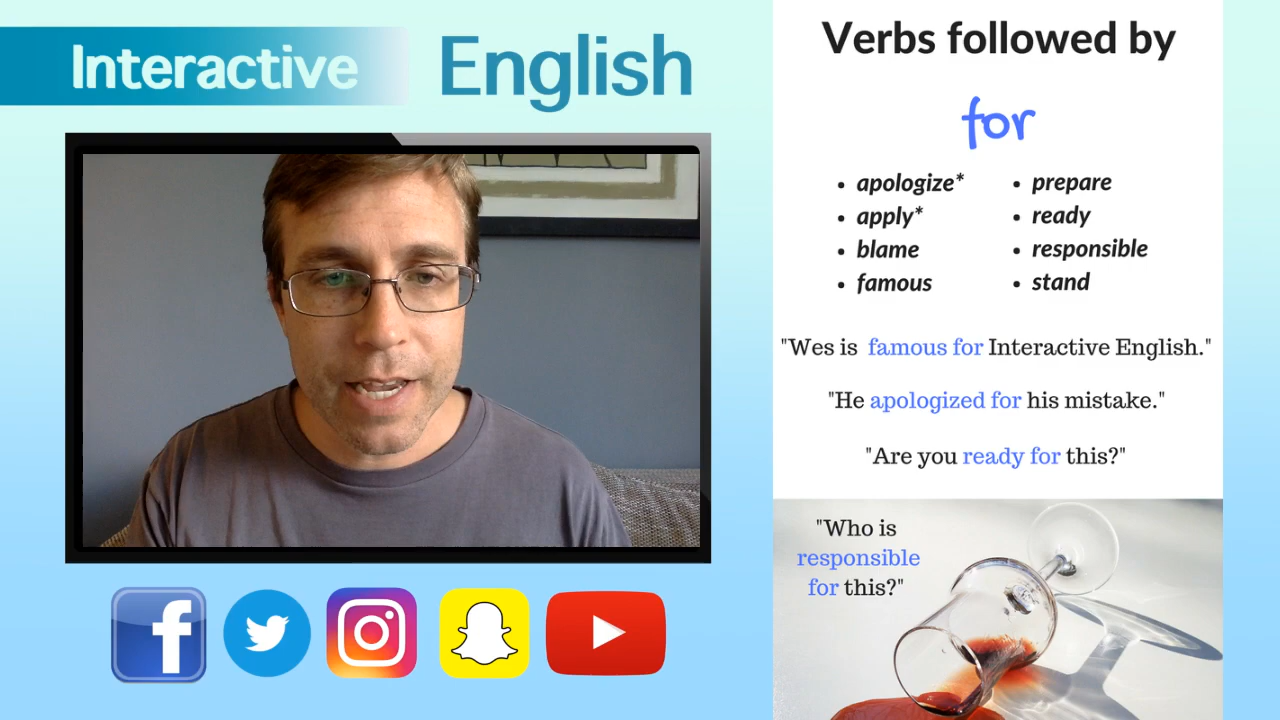 Interactive English
Verbs followed by
for
• apologize*
• apply*
• blame
• famous
• prepare
• ready
• responsible
• stand
"Wes is famous for Interactive English."
"He apologized for his mistake."
"Are you ready for this?"
"Who is
responsible
for this?"